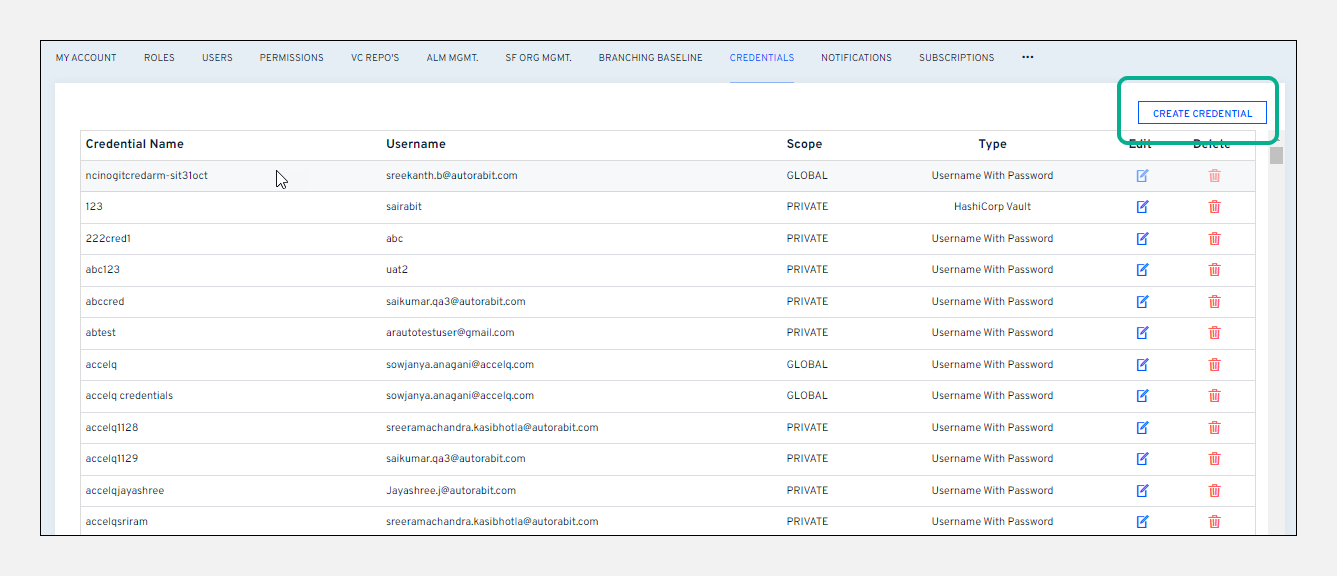 MY ACCOUNT ROLES USERS PERMISSIONS VC REPO'S ALM MGMT. SF ORG MGMT. BRANCHING BASELINE CREDENTIALS NOTIFICATIONS SUBSCRIPTIONS •••
CREATE CREDENTIAL
Credential Name Username Scope Type Edit Delete
ncinogitcredarm-sit31oct sreekanth.b@autorabit.com GLOBAL Username With Password
123 sairabit PRIVATE HashiCorp Vault
222cred1 abc PRIVATE Username With Password
abc123 uat2 PRIVATE Username With Password
abccred saikumar.qa3@autorabit.com PRIVATE Username With Password
abtest arautotestuser@gmail.com PRIVATE Username With Password
accelq sowjanya.anagani@accelq.com GLOBAL Username With Password
accelq credentials sowjanya.anagani@accelq.com GLOBAL Username With Password
accelq1128 sreeramachandra.kasibhotla@autorabit.com PRIVATE Username With Password
accelq1129 saikumar.qa3@autorabit.com PRIVATE Username With Password
accelqjayashree Jayashree.j@autorabit.com PRIVATE Username With Password
accelqsriram sreeramachandra.kasibhotla@autorabit.com PRIVATE Username With Password